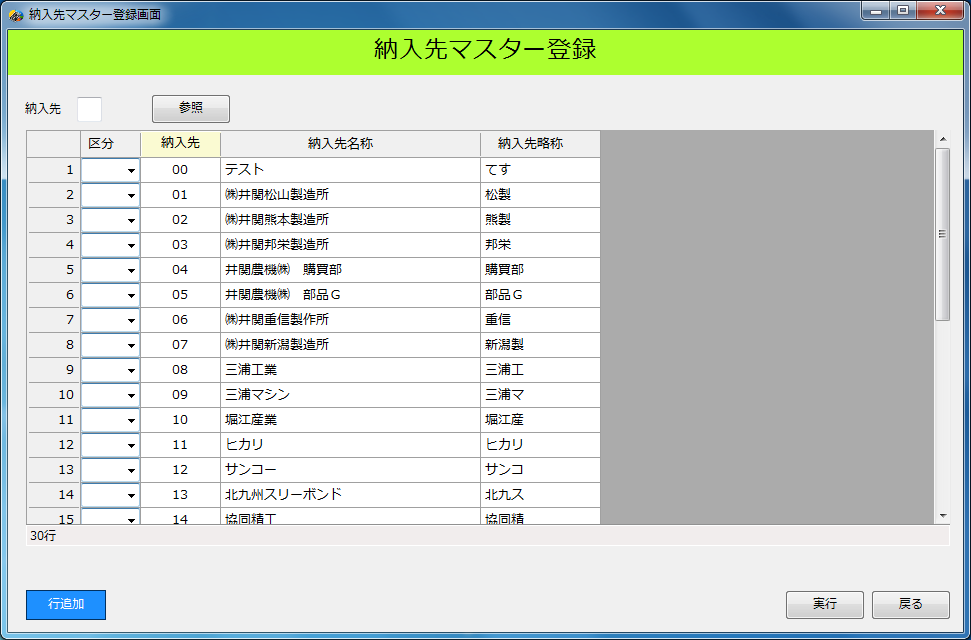 納入先マスター登録画面
納入先マスター登録
納入先 参照
区分 納入先 納入先名称 納入先略称
1 00 テスト てす
2 01 ㈱井関松山製造所 松製
3 02 ㈱井関熊本製造所 熊製
4 03 ㈱井関邦栄製造所 邦栄
5 04 井関農機㈱　購買部 購買部
6 05 井関農機㈱　部品Ｇ 部品Ｇ
7 06 ㈱井関重信製作所 重信
8 07 ㈱井関新潟製造所 新潟製
9 08 三浦工業 三浦工
10 09 三浦マシン 三浦マ
11 10 堀江産業 堀江産
12 11 ヒカリ ヒカリ
13 12 サンコー サンコ
14 13 北九州スリーボンド 北九ス
15 14 協同精工 協同精
30行
行追加 実行 戻る